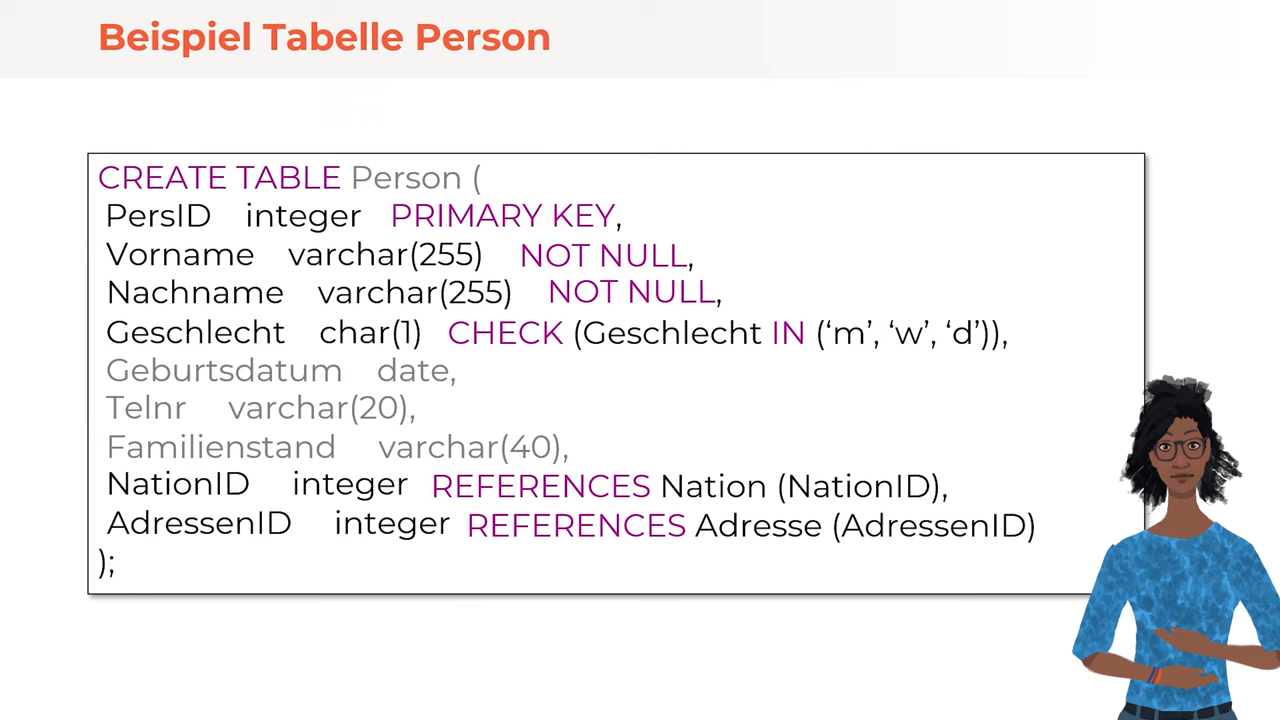 Beispiel Tabelle Person
CREATE TABLE Person (
PersID integer PRIMARY KEY,
Vorname varchar(255) NOT NULL,
Nachname varchar(255) NOT NULL,
Geschlecht char(1) CHECK (Geschlecht IN (‘m’, ‘w’, ‘d’)),
Geburtsdatum date,
Telnr varchar(20),
Familienstand varchar(40),
NationID integer REFERENCES Nation (NationID),
AdressenID integer REFERENCES Adresse (AdressenID)
);